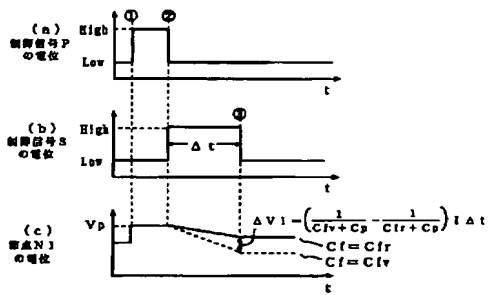 ① ②
(a)
制御信号P
の電位
High
Low
t
③
(b)
制御信号S
の電位
High
Low
Δt
t
(c)
節点N1
の電位
Vp
ΔV1=(1/(Cfv+Cp) - 1/(Cfr+Cp)) I Δt
Cf=Cfr
Cf=Cfv
t